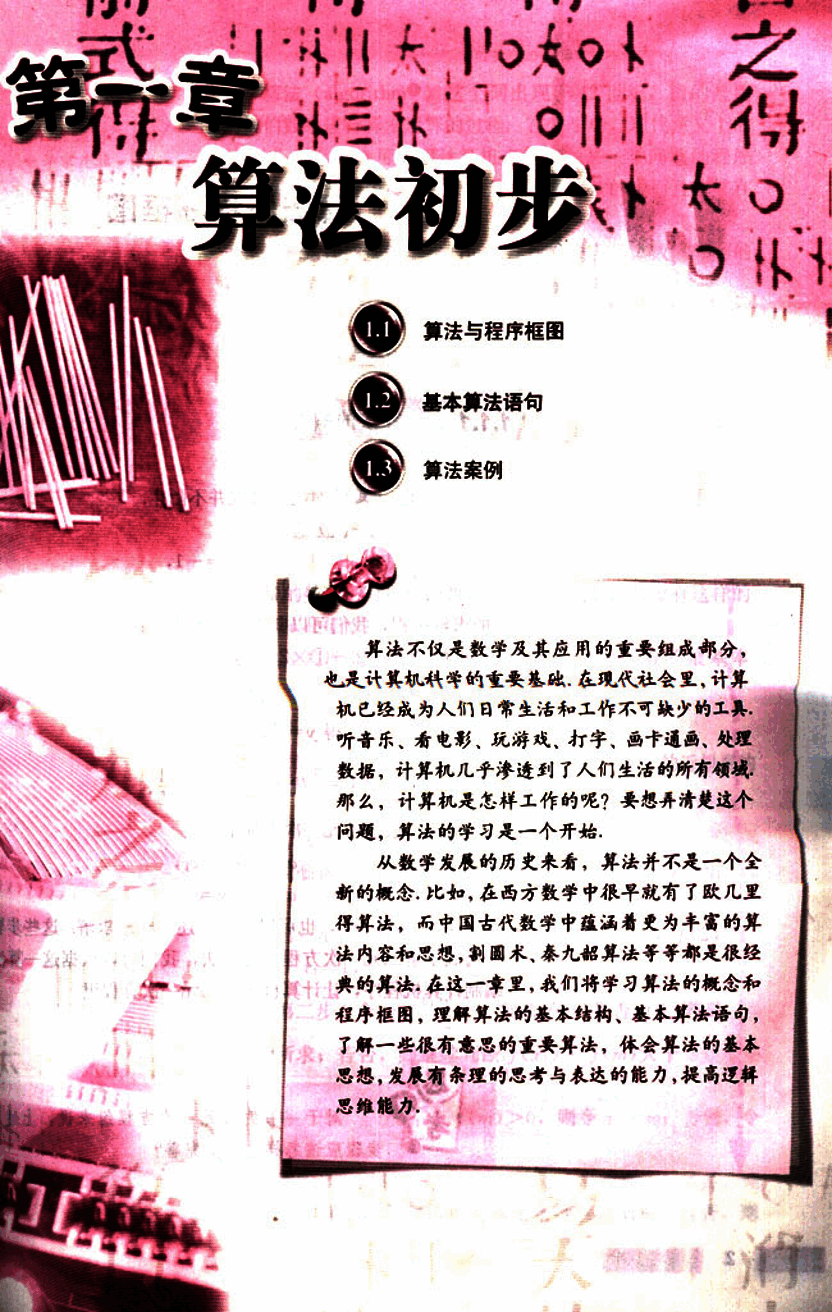 第一章
算法初步
1.1 算法与程序框图
1.2 基本算法语句
1.3 算法案例
算法不仅是数学及其应用的重要组成部分，
也是计算机科学的重要基础.在现代社会里，计算
机已经成为人们日常生活和工作不可缺少的工具.
听音乐、看电影、玩游戏、打字、画卡通画、处理
数据，计算机几乎渗透到了人们生活的所有领域.
那么，计算机是怎样工作的呢？要想弄清楚这个
问题，算法的学习是一个开始.
从数学发展的历史来看，算法并不是一个全
新的概念.比如，在西方数学中很早就有了欧几里
得算法，而中国古代数学中蕴涵着更为丰富的算
法内容和思想，割圆术、秦九韶算法等等都是很经
典的算法.在这一章里，我们将学习算法的概念和
程序框图，理解算法的基本结构、基本算法语句，
了解一些很有意思的重要算法，体会算法的基本
思想，发展有条理的思考与表达的能力，提高逻辑
思维能力.